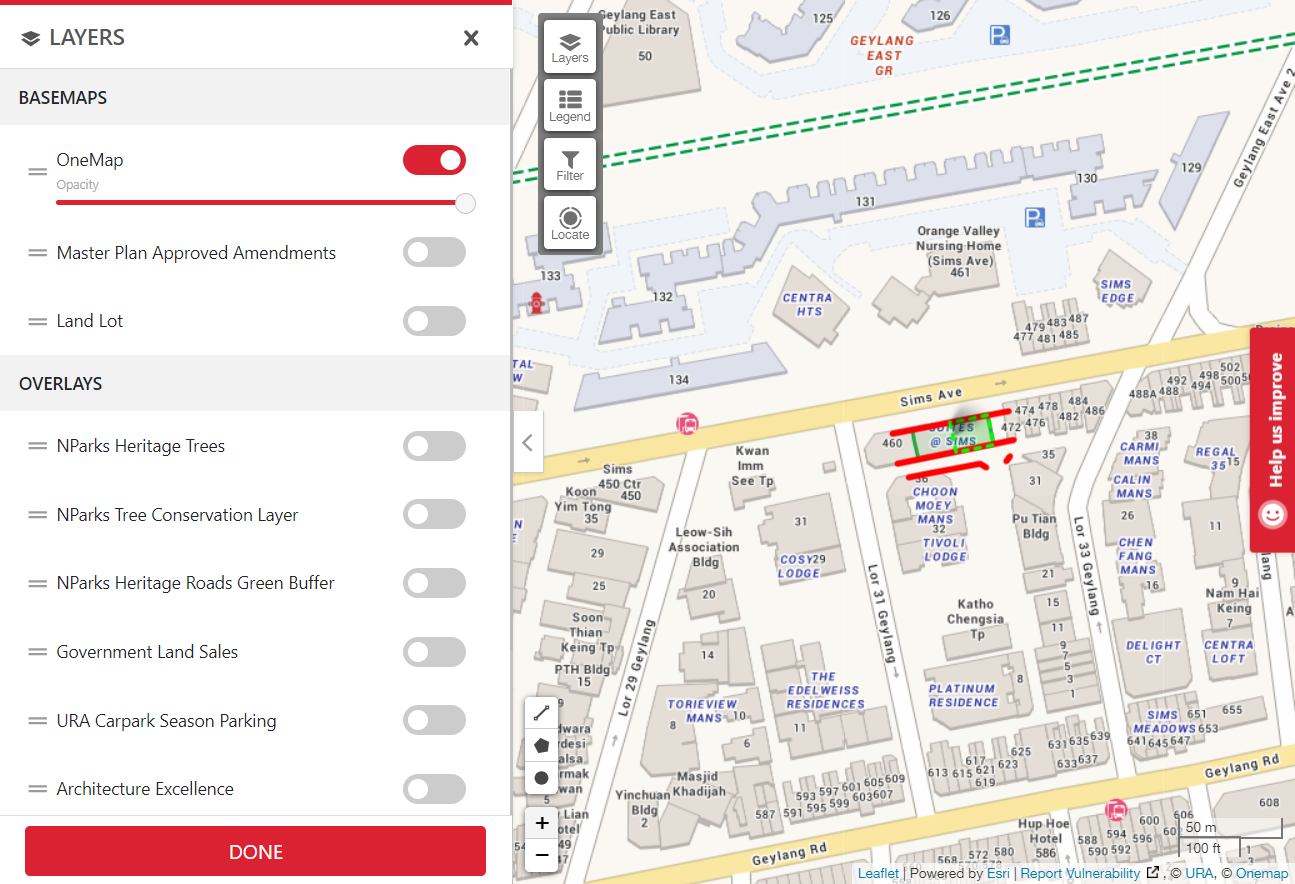 LAYERS
BASEMAPS
OneMap
Opacity
Master Plan Approved Amendments
Land Lot
OVERLAYS
NParks Heritage Trees
NParks Tree Conservation Layer
NParks Heritage Roads Green Buffer
Government Land Sales
URA Carpark Season Parking
Architecture Excellence
DONE
Layers
Legend
Filter
Locate
Geylang East
Public Library
50
125
126
GEYLANG
EAST
GR
P
Geylang East Ave 2
129
130
131
P
Orange Valley
Nursing Home
(Sims Ave)
461
133
132
CENTRA
HTS
SIMS
EDGE
479 483 487
477 481 485
134
Sims Ave
502
492 498 500
488A 488 494
474 478 484
472 476 482 486
460
SUITES
@ SIMS
Kwan
Imm
See Tp
Sims
450 Ctr
450
Koon
Yim Tong
35
36
CHOON
MOEY
MANS
32
TIVOLI
LODGE
35
31
Pu Tian
Bldg
38
CARMI
MANS
CALIN
MANS
26
CHEN
FANG
MANS
16
REGAL
35 15
11
Help us improve
Leow-Sih
Association
Bldg
31
COSY 29
LODGE
29
25
20
Lor 31 Geylang
Lor 33 Geylang
Lor 29 Geylang
21
15
11
9
7
5
3
1
Katho
Chengsia
Tp
9
Nam Hai
Keing
7
Soon
Thian
Keing Tp
PTH Bldg
15
14
DELIGHT
CT
CENTRA
LOFT
THE
EDELWEISS
RESIDENCES
PLATINUM
RESIDENCE
8
TORIEVIEW
MANS 10
8
6
11
SIMS 651 655
MEADOWS 653
641 645 647
631 635 639
633 637
625
617 623
613 615 621
619
Geylang Rd
Masjid
Khadijah
Yinchuan
Bldg
2
593 597 601 605 609
587 591 595 599 603 607
Geylang Rd
Hup Hoe
Hotel
586
572 580
568
588 594 600
590 592 596
608
50 m
100 ft
+
−
Leaflet | Powered by Esri | Report Vulnerability , © URA, © Onemap